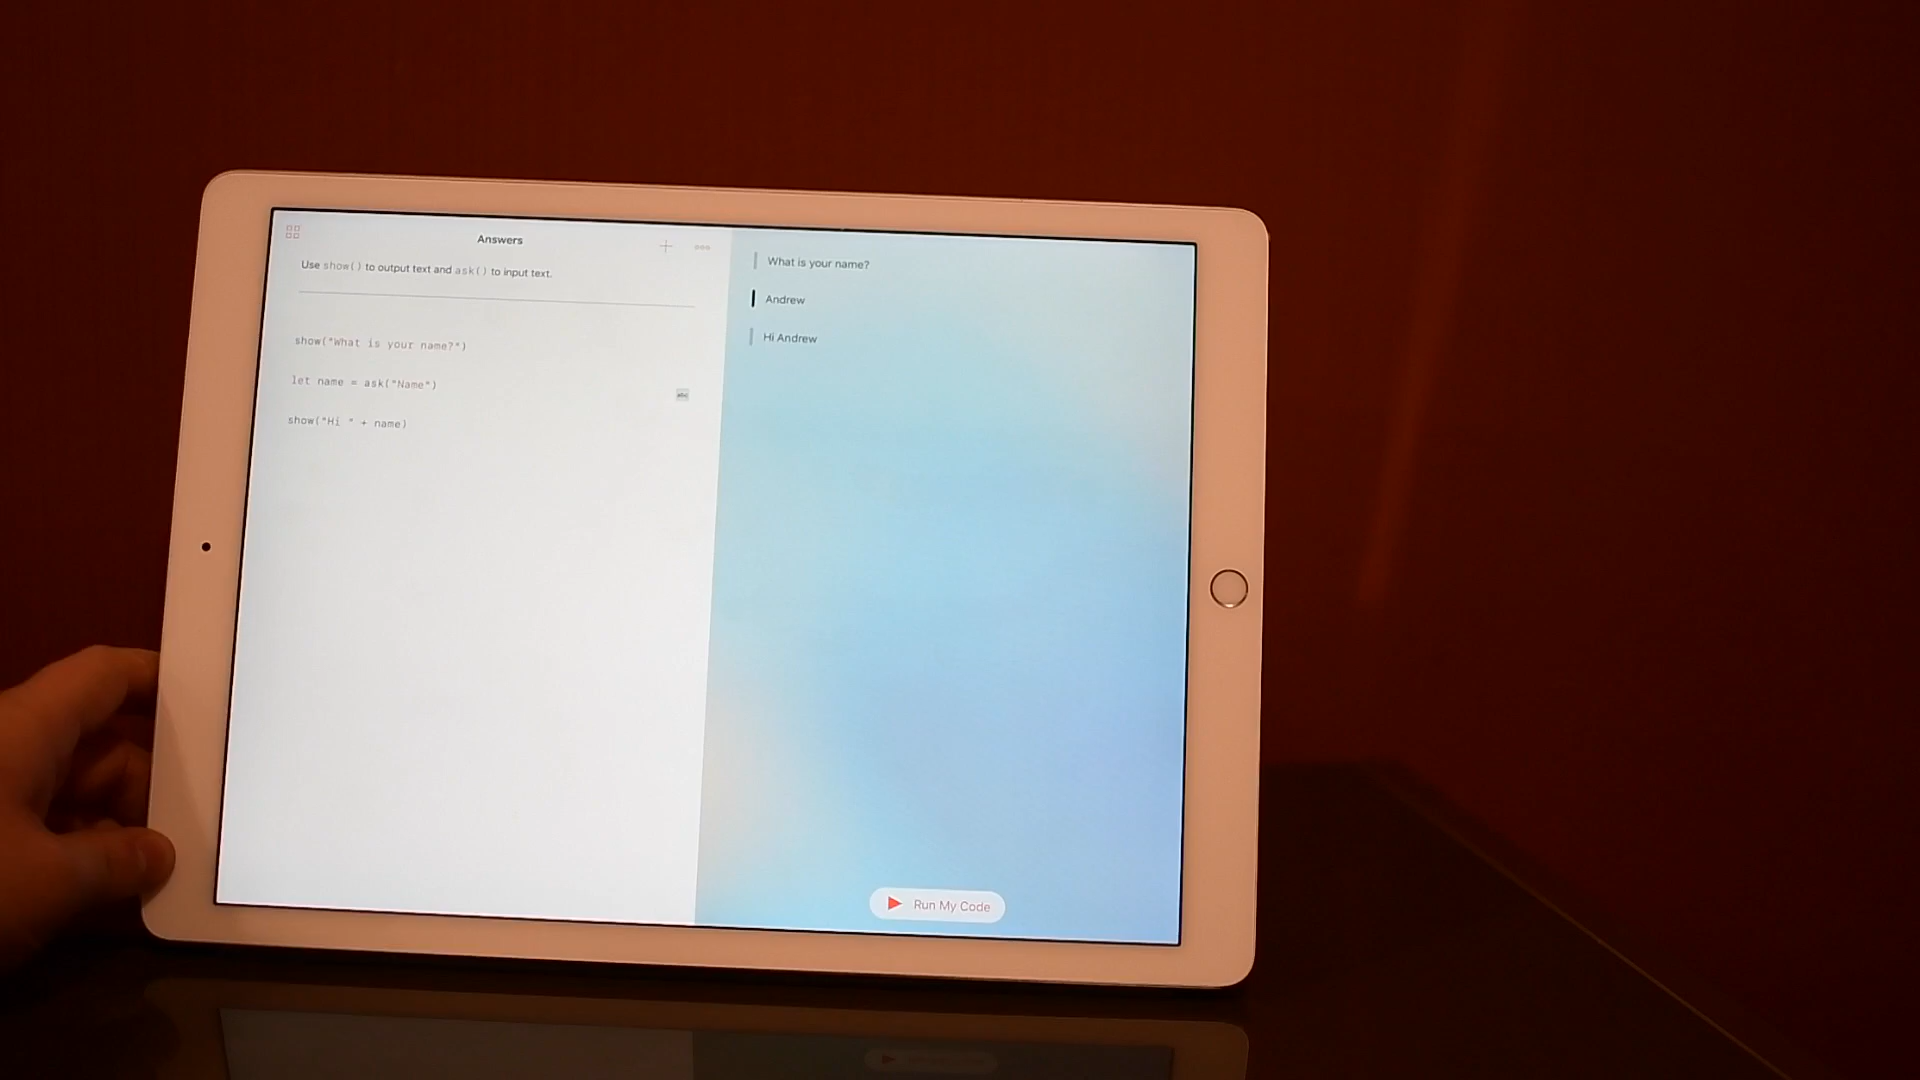 Answers
Use show() to output text and ask() to input text.
show("What is your name?")
let name = ask("Name")
abc
show("Hi " + name)
What is your name?
Andrew
Hi Andrew
Run My Code